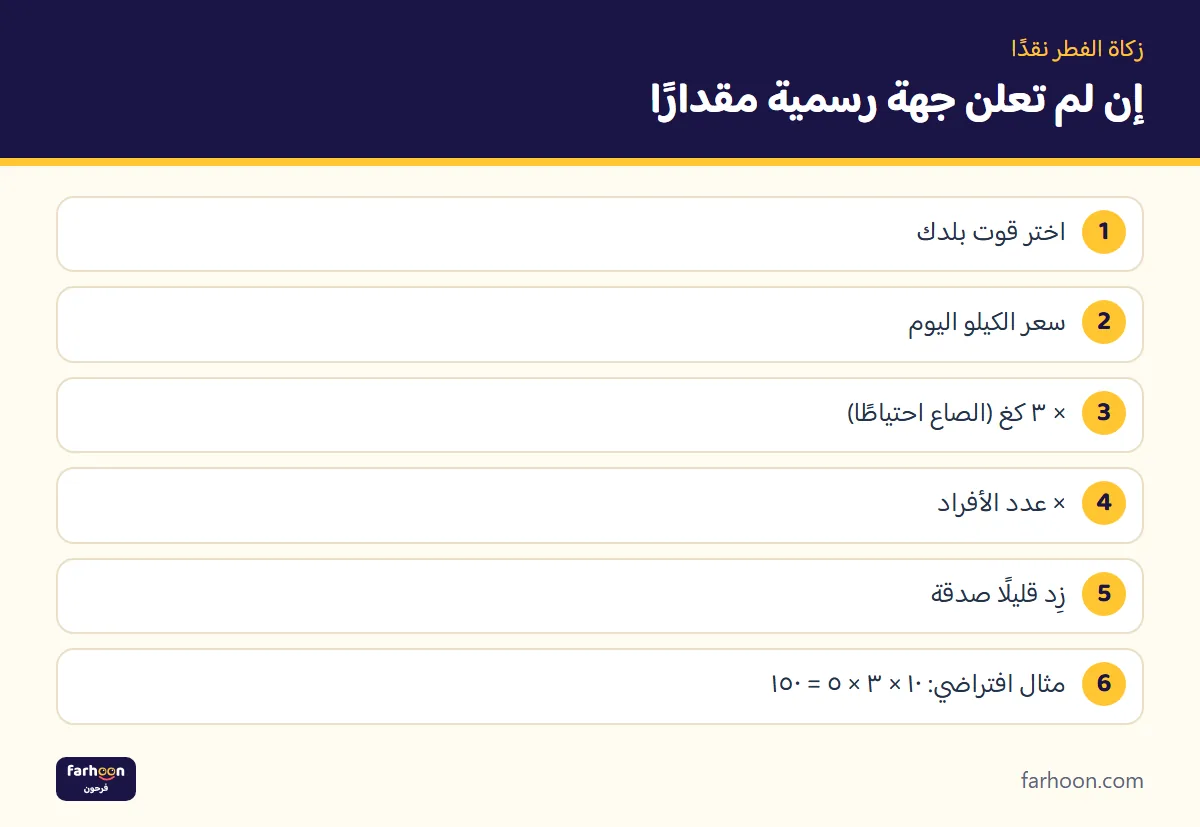 زكاة الفطر نقدًا
إن لم تعلن جهة رسمية مقدارًا
1 اختر قوت بلدك
2 سعر الكيلو اليوم
3 × ٣ كغ (الصاع احتياطًا)
4 × عدد الأفراد
5 زِد قليلًا صدقة
6 مثال افتراضي: ١٠ × ٣ × ٥ = ١٥٠
farhoon.com
farhoon
فرحون